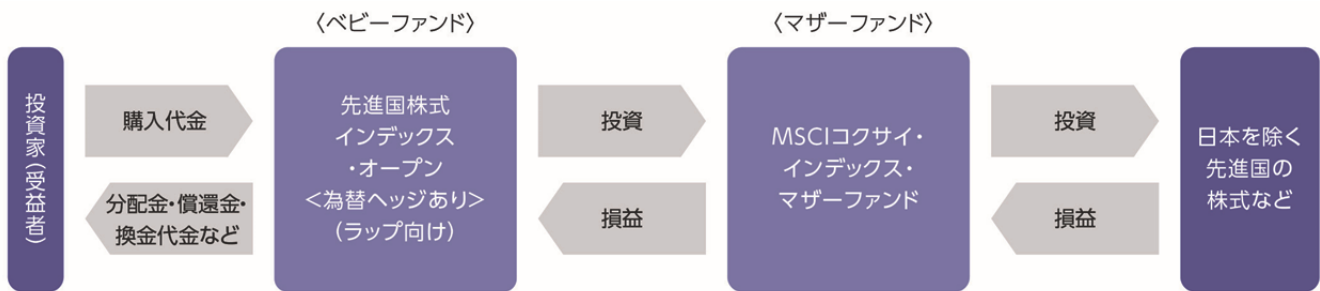 〈ベビーファンド〉
〈マザーファンド〉
投資家(受益者)
購入代金
分配金・償還金・
換金代金など
先進国株式
インデックス
・オープン
<為替ヘッジあり>
(ラップ向け)
投資
損益
MSCIコクサイ・
インデックス・
マザーファンド
投資
損益
日本を除く
先進国の
株式など